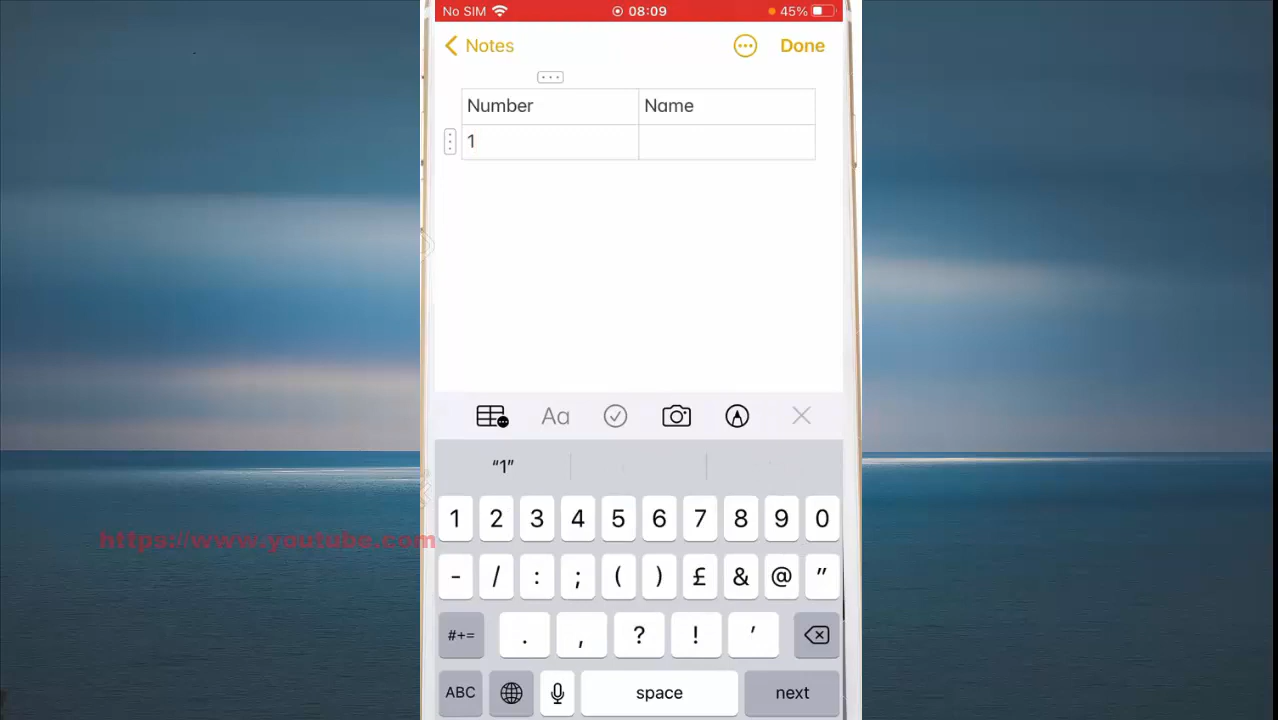 No SIM 08:09 45%
Notes Done
Number Name
1
Aa
“1”
1 2 3 4 5 6 7 8 9 0
- / : ; ( ) £ & @ ”
#+= . , ? ! ’
ABC space next
https://www.youtube.com